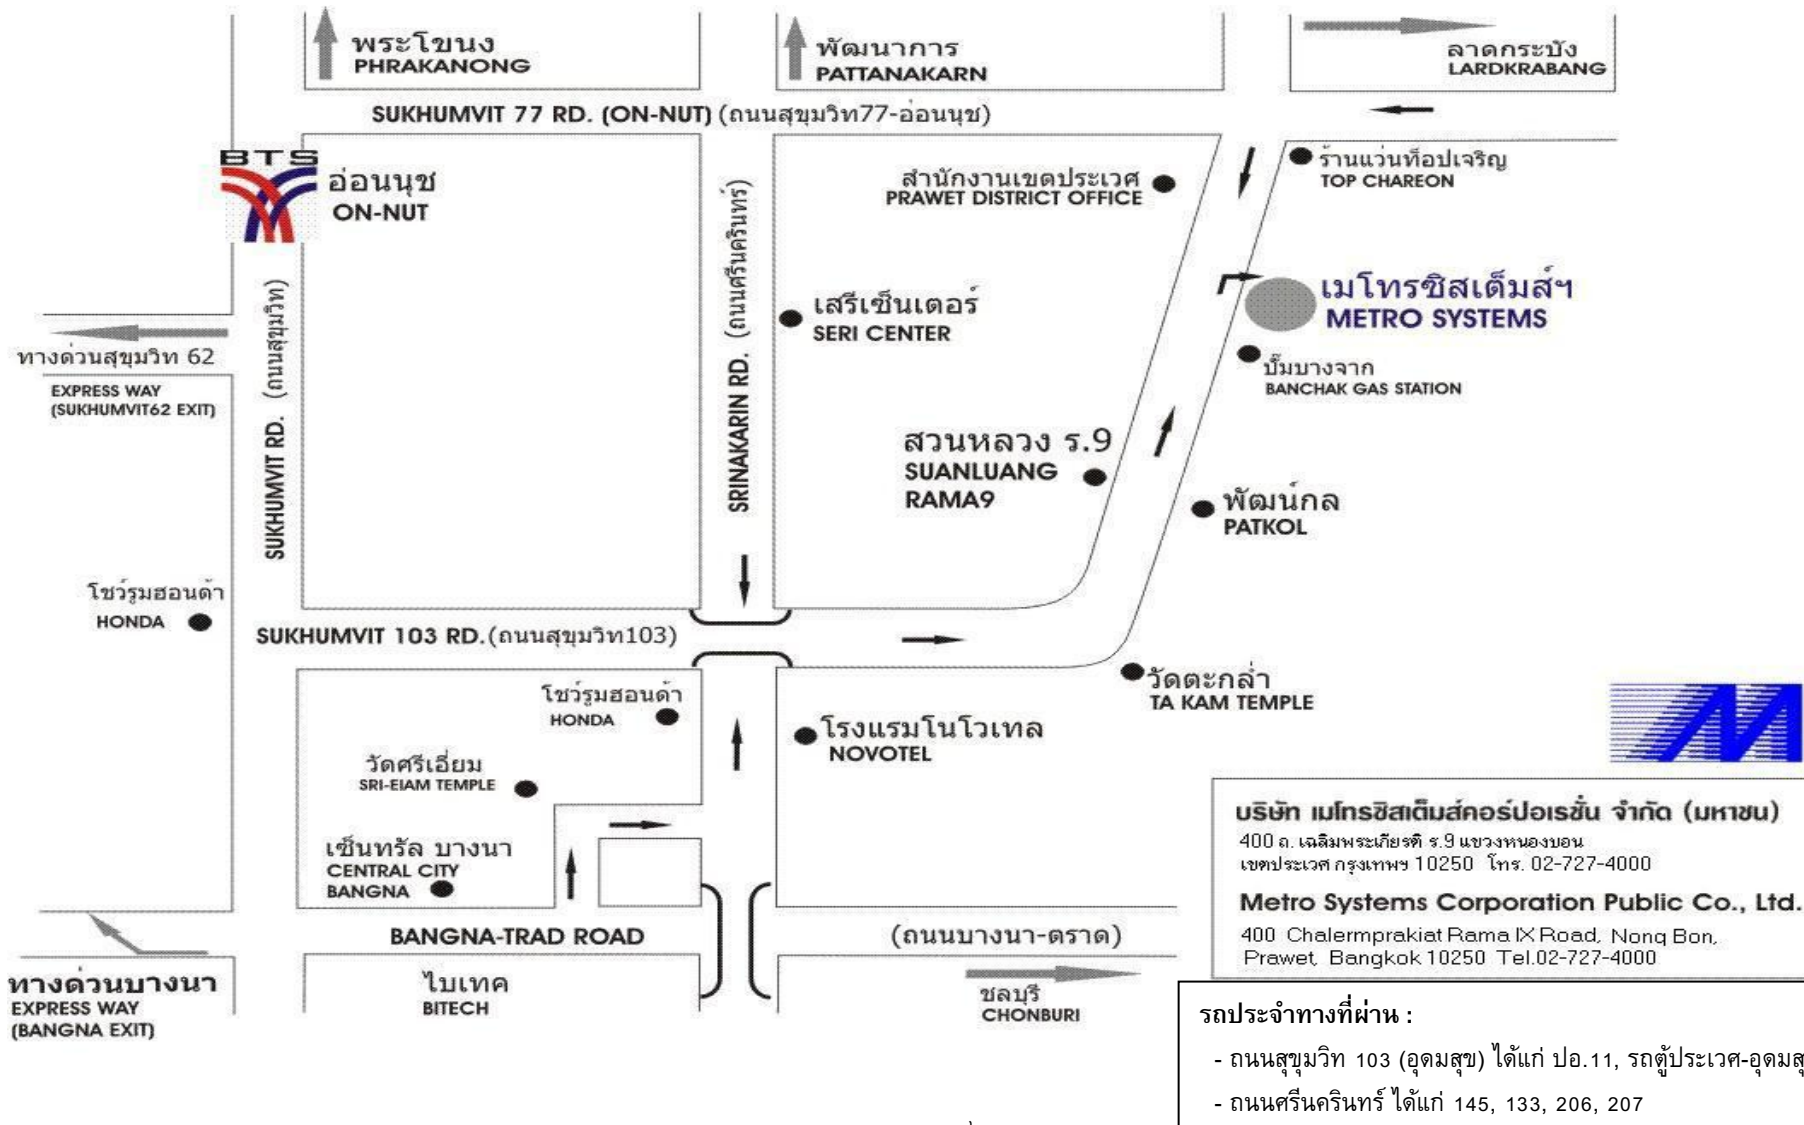 พระโขนง
PHRAKANONG
พัฒนาการ
PATTANAKARN
ลาดกระบัง
LARDKRABANG
SUKHUMVIT 77 RD. (ON-NUT) (ถนนสุขุมวิท77-อ่อนนุช)
BTS
อ่อนนุช
ON-NUT
สำนักงานเขตประเวศ
PRAWET DISTRICT OFFICE
ร้านแว่นท็อปเจริญ
TOP CHAREON
SUKHUMVIT RD. (ถนนสุขุมวิท)
SRINAKARIN RD. (ถนนศรีนครินทร์)
เสรีเซ็นเตอร์
SERI CENTER
เมโทรซิสเต็มส์ฯ
METRO SYSTEMS
ทางด่วนสุขุมวิท 62
EXPRESS WAY
(SUKHUMVIT62 EXIT)
ปั๊มบางจาก
BANCHAK GAS STATION
สวนหลวง ร.9
SUANLUANG
RAMA9
พัฒน์กล
PATKOL
โชว์รูมฮอนด้า
HONDA
SUKHUMVIT 103 RD.(ถนนสุขุมวิท103)
วัดตะกล่ำ
TA KAM TEMPLE
โชว์รูมฮอนด้า
HONDA
โรงแรมโนโวเทล
NOVOTEL
วัดศรีเอี่ยม
SRI-EIAM TEMPLE
เซ็นทรัล บางนา
CENTRAL CITY
BANGNA
BANGNA-TRAD ROAD
(ถนนบางนา-ตราด)
ทางด่วนบางนา
EXPRESS WAY
(BANGNA EXIT)
ไบเทค
BITECH
ชลบุรี
CHONBURI
บริษัท เมโทรซิสเต็มส์คอร์ปอเรชั่น จำกัด (มหาชน)
400 ถ. เฉลิมพระเกียรติ ร.9 แขวงหนองบอน
เขตประเวศ กรุงเทพฯ 10250 โทร. 02-727-4000
Metro Systems Corporation Public Co., Ltd.
400 Chalermprakiat Rama IX Road, Nong Bon,
Prawet, Bangkok 10250 Tel.02-727-4000
รถประจำทางที่ผ่าน :
- ถนนสุขุมวิท 103 (อุดมสุข) ได้แก่ ปอ.11, รถตู้ประเวศ-อุดมสุ
- ถนนศรีนครินทร์ ได้แก่ 145, 133, 206, 207